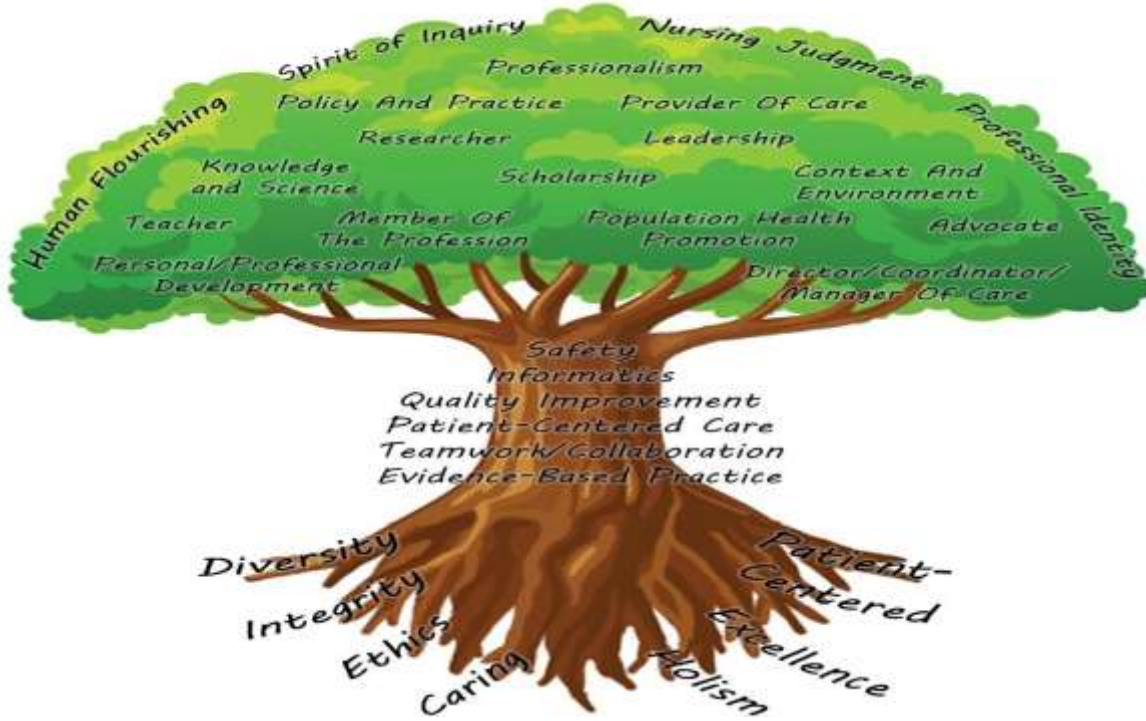 Human Flourishing
Spirit of Inquiry
Nursing Judgment
Professional Identity
Professionalism
Policy And Practice
Provider Of Care
Researcher
Leadership
Knowledge
and Science
Scholarship
Context And
Environment
Teacher
Member Of
The Profession
Population Health
Promotion
Advocate
Personal/Professional
Development
Director/Coordinator/
Manager Of Care
Safety
Informatics
Quality Improvement
Patient-Centered Care
Teamwork/Collaboration
Evidence-Based Practice
Diversity
Integrity
Ethics
Caring
Holism
Excellence
Patient-
Centered